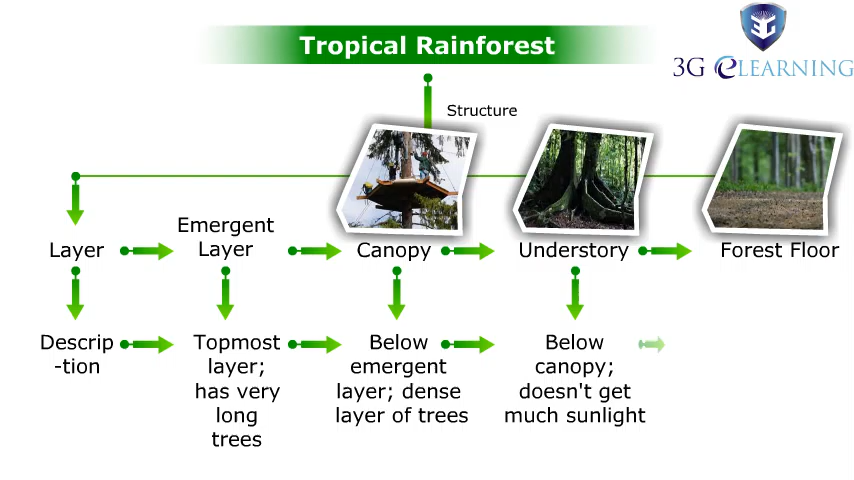 Tropical Rainforest
3G
3G eLEARNING
Structure
Layer
Emergent
Layer
Canopy
Understory
Forest Floor
Descrip
-tion
Topmost
layer;
has very
long
trees
Below
emergent
layer; dense
layer of trees
Below
canopy;
doesn't get
much sunlight